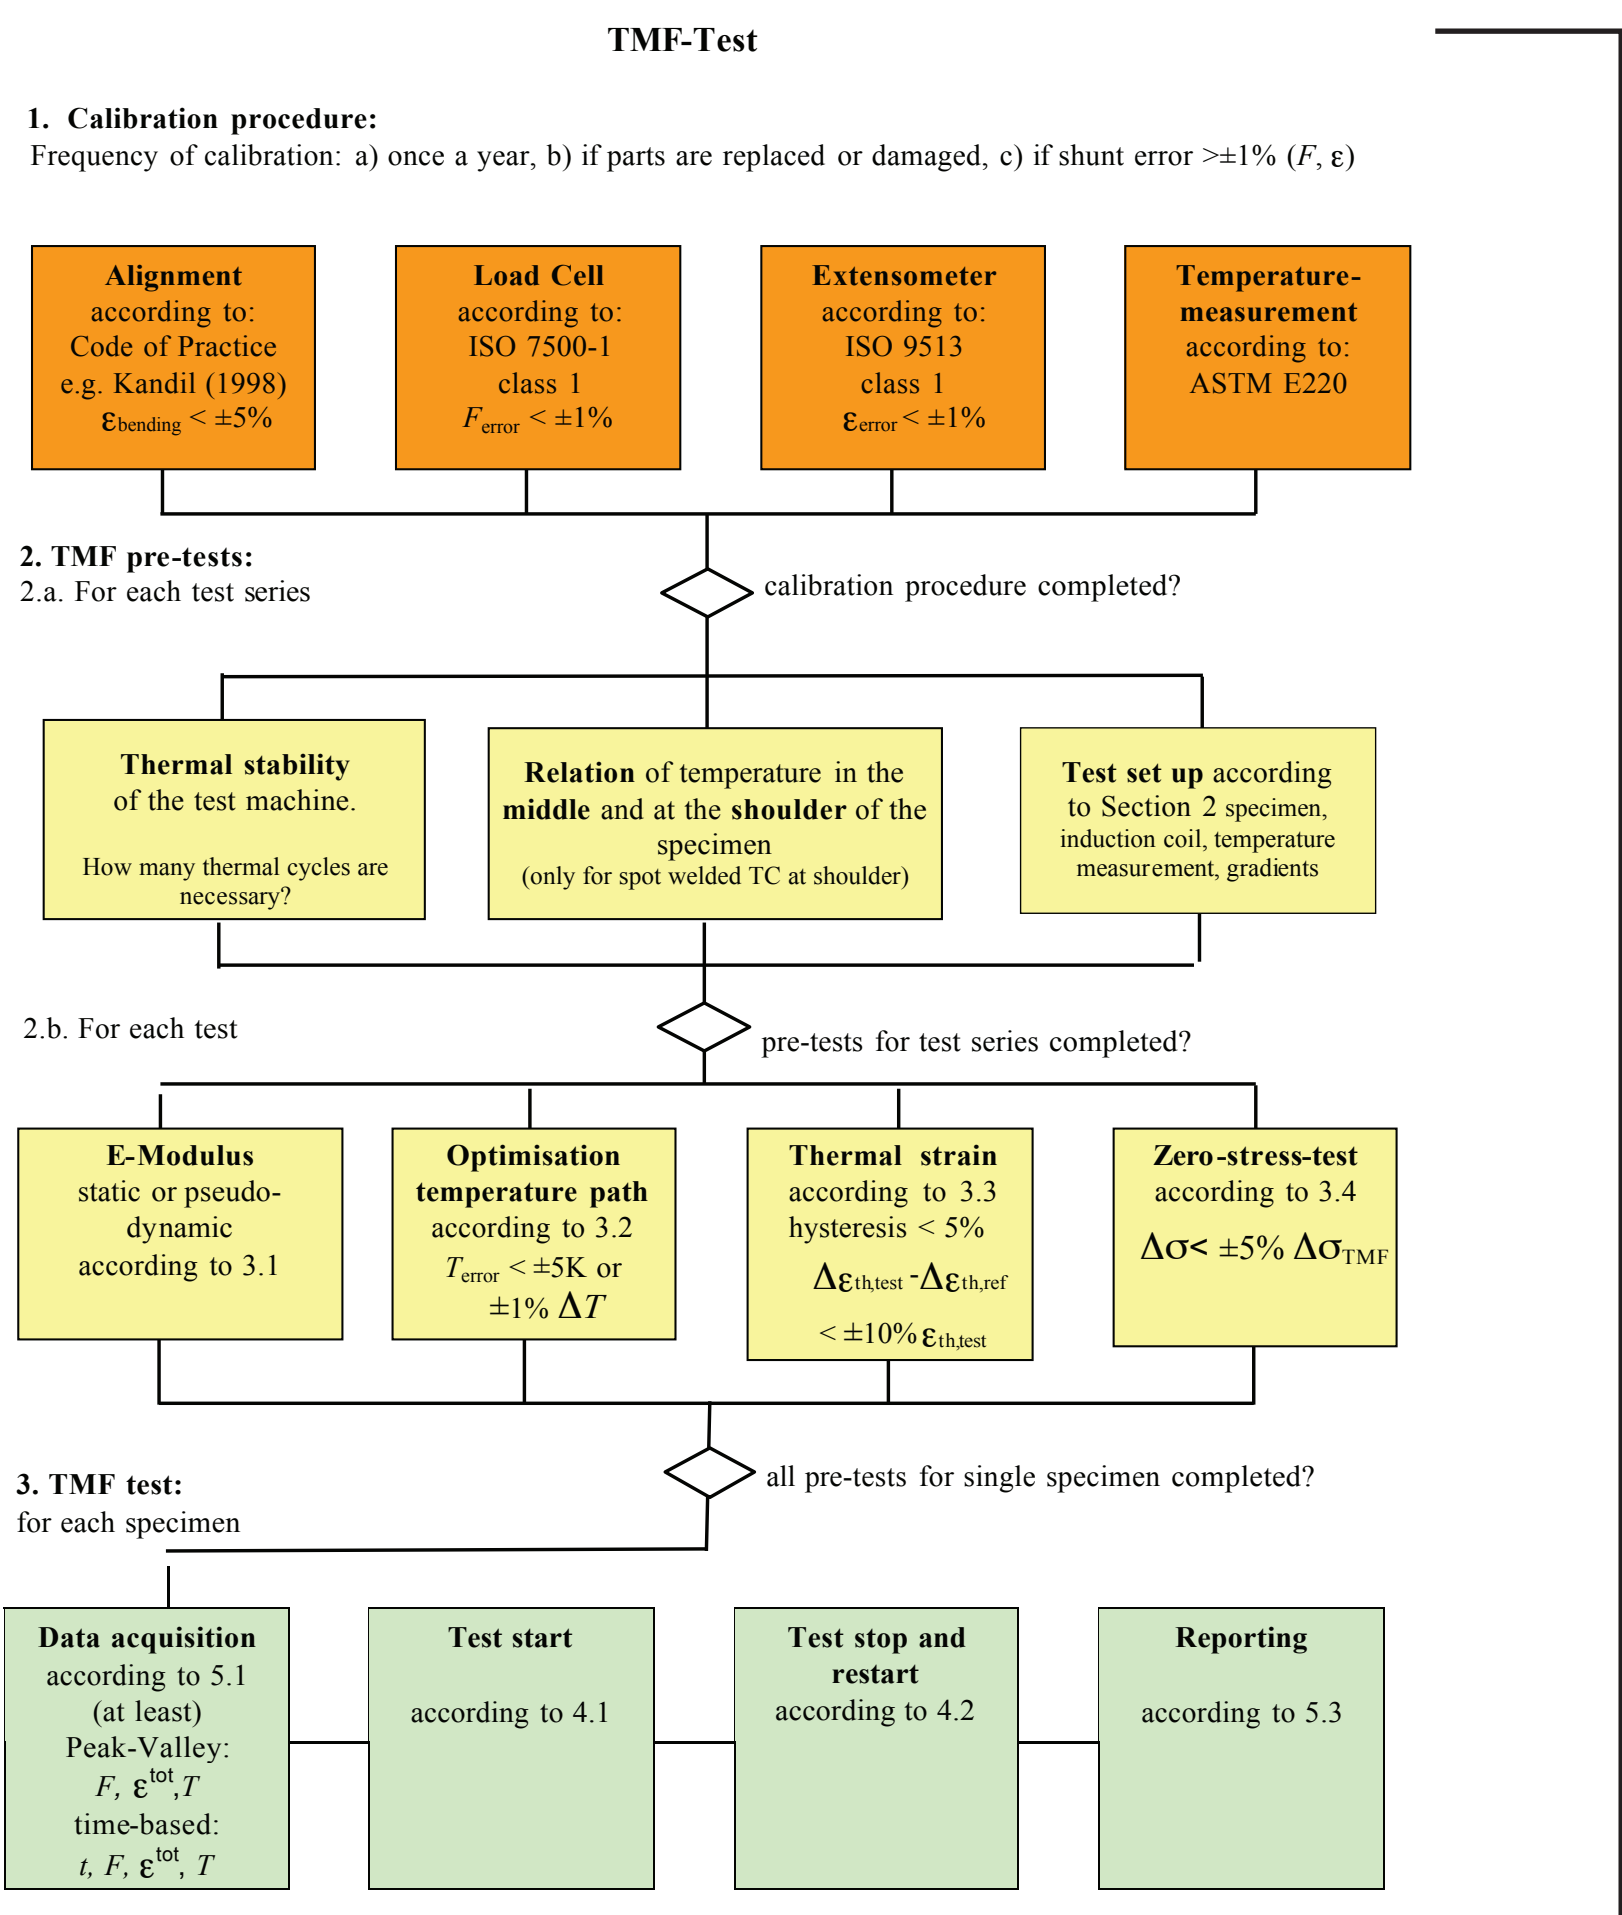 TMF-Test
1. Calibration procedure:
Frequency of calibration: a) once a year, b) if parts are replaced or damaged, c) if shunt error >±1% (F, ε)
Alignment
according to:
Code of Practice
e.g. Kandil (1998)
εbending < ±5%
Load Cell
according to:
ISO 7500-1
class 1
Ferror < ±1%
Extensometer
according to:
ISO 9513
class 1
εerror < ±1%
Temperature-
measurement
according to:
ASTM E220
2. TMF pre-tests:
2.a. For each test series
calibration procedure completed?
Thermal stability
of the test machine.
How many thermal cycles are
necessary?
Relation of temperature in the
middle and at the shoulder of the
specimen
(only for spot welded TC at shoulder)
Test set up according
to Section 2 specimen,
induction coil, temperature
measurement, gradients
2.b. For each test
pre-tests for test series completed?
E-Modulus
static or pseudo-
dynamic
according to 3.1
Optimisation
temperature path
according to 3.2
Terror < ±5K or
±1% ΔT
Thermal strain
according to 3.3
hysteresis < 5%
Δεth,test -Δεth,ref
< ±10% εth,test
Zero-stress-test
according to 3.4
Δσ< ±5% ΔσTMF
3. TMF test:
for each specimen
all pre-tests for single specimen completed?
Data acquisition
according to 5.1
(at least)
Peak-Valley:
F, ε^tot, T
time-based:
t, F, ε^tot, T
Test start
according to 4.1
Test stop and
restart
according to 4.2
Reporting
according to 5.3